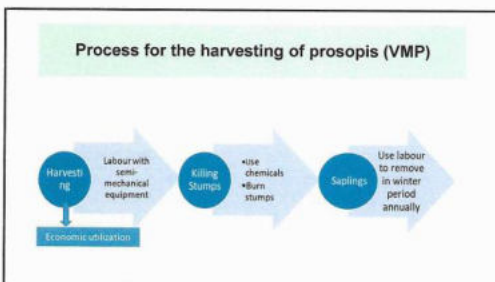 Process for the harvesting of prosopis (VMP)
Harvesti
ng
Labour with
semi-
mechanical
equipment
Economic utilization
Killing
Stumps
•Use
chemicals
•Burn
stumps
Saplings
Use labour
to remove
in winter
period
annually